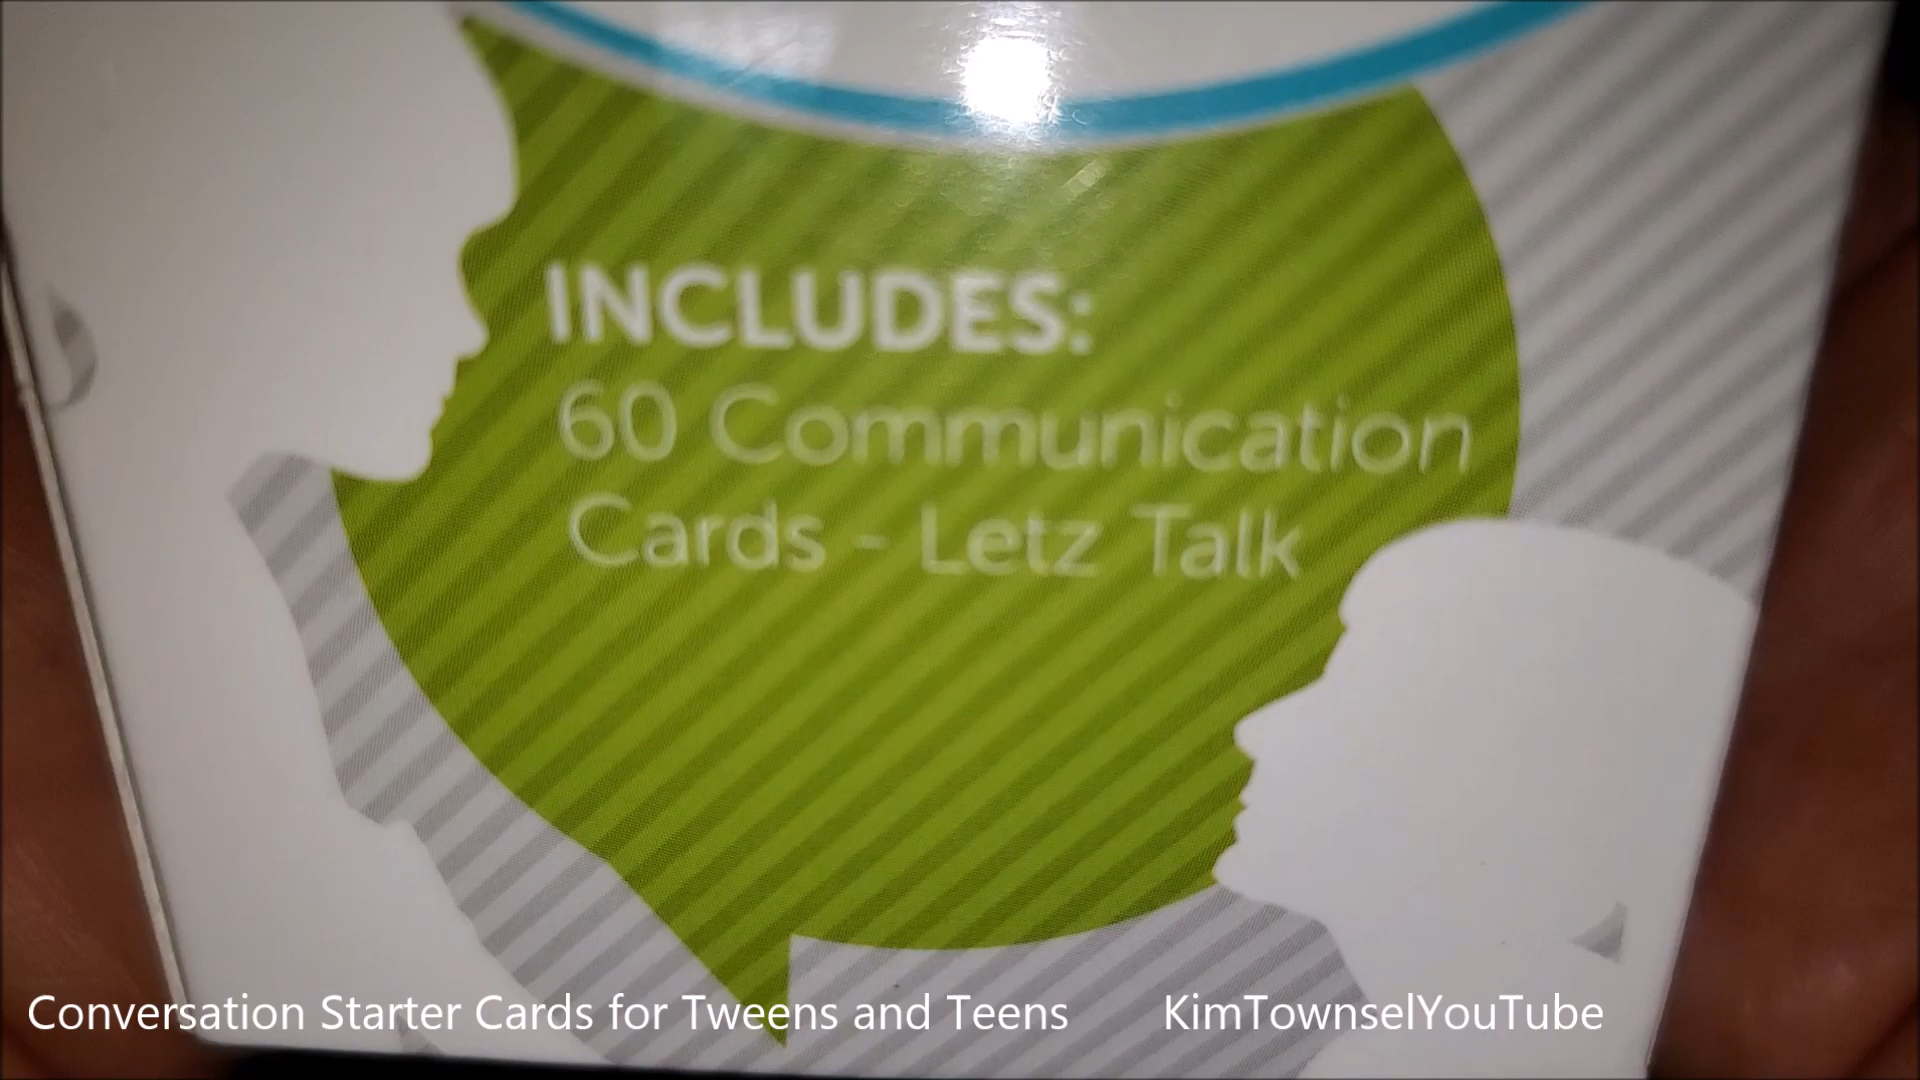 INCLUDES:
60 Communication
Cards - Letz Talk
Conversation Starter Cards for Tweens and Teens
KimTownselYouTube